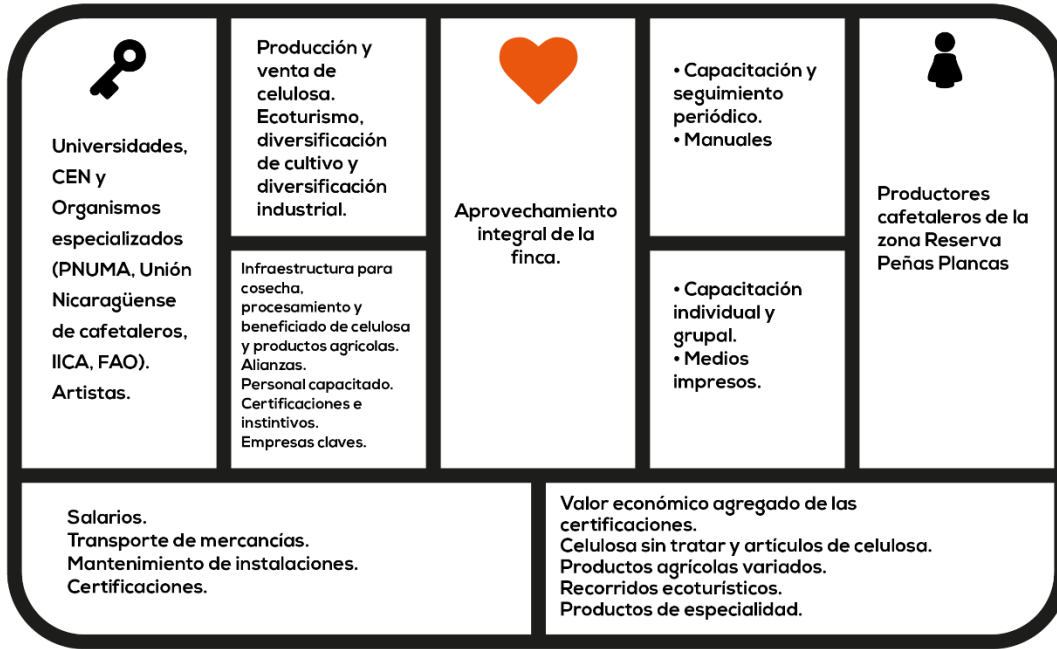 Universidades,
CEN y
Organismos
especializados
(PNUMA, Unión
Nicaragüense
de cafetaleros,
IICA, FAO).
Artistas.
Producción y
venta de
celulosa.
Ecoturismo,
diversificación
de cultivo y
diversificación
industrial.
Infraestructura para
cosecha,
procesamiento y
beneficiado de celulosa
y productos agrícolas.
Alianzas.
Personal capacitado.
Certificaciones e
instintivos.
Empresas claves.
Aprovechamiento
integral de la
finca.
• Capacitación y
seguimiento
periódico.
• Manuales
• Capacitación
individual y
grupal.
• Medios
impresos.
Productores
cafetaleros de la
zona Reserva
Peñas Plancas
Salarios.
Transporte de mercancías.
Mantenimiento de instalaciones.
Certificaciones.
Valor económico agregado de las
certificaciones.
Celulosa sin tratar y artículos de celulosa.
Productos agrícolas variados.
Recorridos ecoturísticos.
Productos de especialidad.